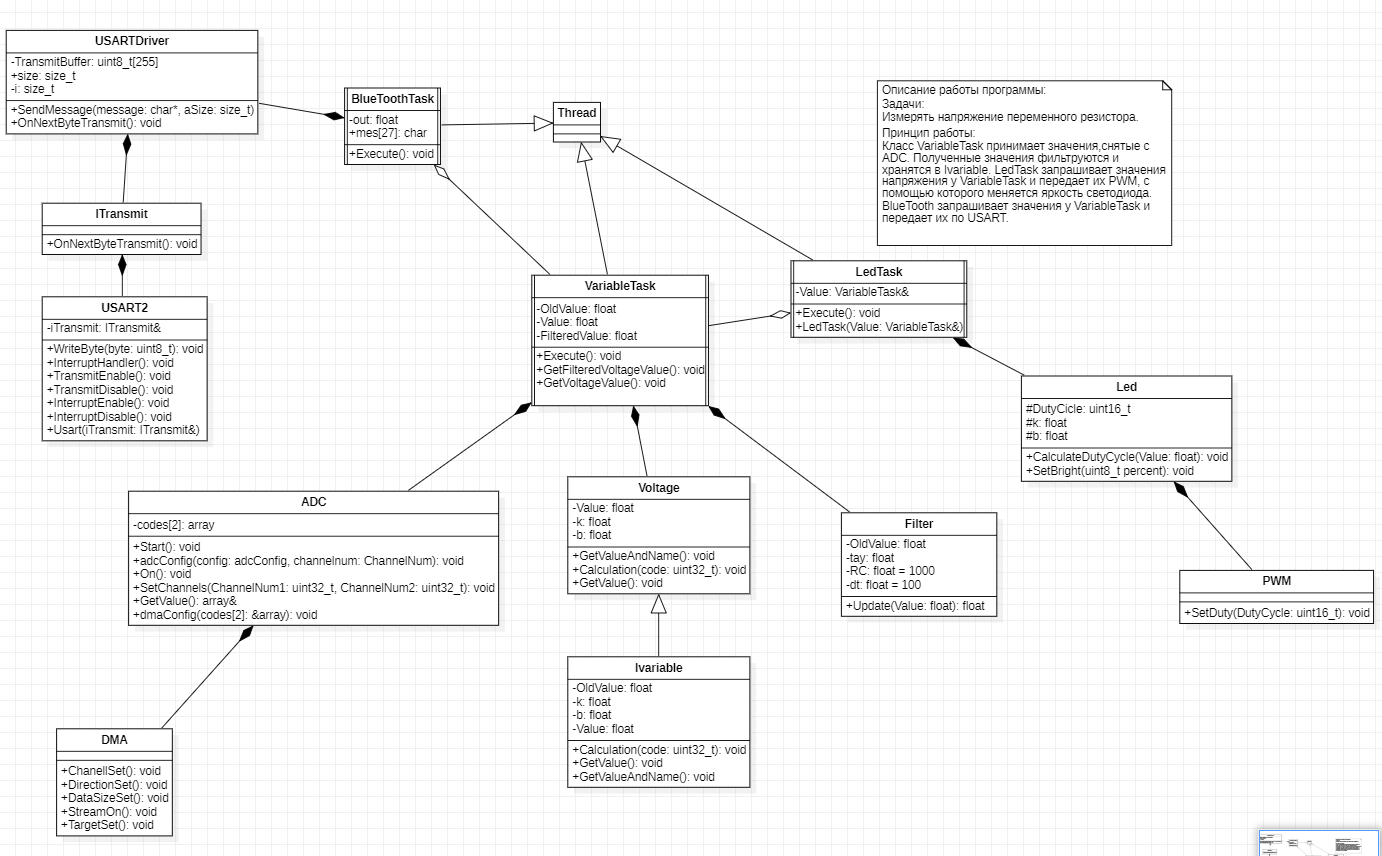 USARTDriver
-TransmitBuffer: uint8_t[255]
+size: size_t
-i: size_t
+SendMessage(message: char*, aSize: size_t)
+OnNextByteTransmit(): void
BlueToothTask
-out: float
+mes[27]: char
+Execute(): void
Thread
Описание работы программы:
Задачи:
Измерять напряжение переменного резистора.
Принцип работы:
Класс VariableTask принимает значения,снятые с
ADC. Полученные значения фильтруются и
хранятся в Ivariable. LedTask запрашивает значения
напряжения у VariableTask и передает их PWM, с
помощью которого меняется яркость светодиода.
BlueTooth запрашивает значения у VariableTask и
передает их по USART.
ITransmit
+OnNextByteTransmit(): void
USART2
-iTransmit: ITransmit&
+WriteByte(byte: uint8_t): void
+InterruptHandler(): void
+TransmitEnable(): void
+TransmitDisable(): void
+InterruptEnable(): void
+InterruptDisable(): void
+Usart(iTransmit: ITransmit&)
VariableTask
-OldValue: float
-Value: float
-FilteredValue: float
+Execute(): void
+GetFilteredVoltageValue(): void
+GetVoltageValue(): void
LedTask
-Value: VariableTask&
+Execute(): void
+LedTask(Value: VariableTask&)
Led
#DutyCicle: uint16_t
#k: float
#b: float
+CalculateDutyCycle(Value: float): void
+SetBright(uint8_t percent): void
ADC
-codes[2]: array
+Start(): void
+adcConfig(config: adcConfig, channelnum: ChannelNum): void
+On(): void
+SetChannels(ChannelNum1: uint32_t, ChannelNum2: uint32_t): void
+GetValue(): array&
+dmaConfig(codes[2]: &array): void
Voltage
-Value: float
-k: float
-b: float
+GetValueAndName(): void
+Calculation(code: uint32_t): void
+GetValue(): void
Filter
-OldValue: float
-tay: float
-RC: float = 1000
-dt: float = 100
+Update(Value: float): float
PWM
+SetDuty(DutyCycle: uint16_t): void
Ivariable
-OldValue: float
-k: float
-b: float
-Value: float
+Calculation(code: uint32_t): void
+GetValue(): void
+GetValueAndName(): void
DMA
+ChanellSet(): void
+DirectionSet(): void
+DataSizeSet(): void
+StreamOn(): void
+TargetSet(): void